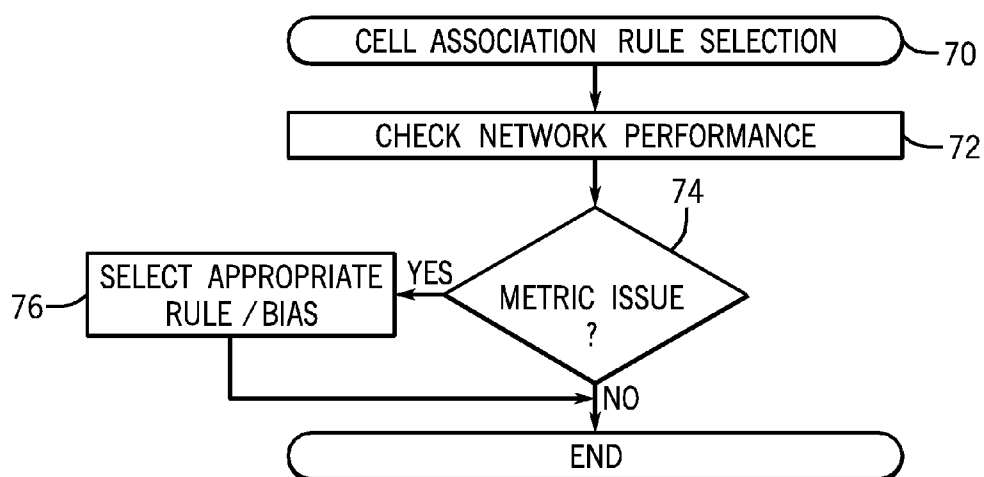 CELL ASSOCIATION RULE SELECTION
70
CHECK NETWORK PERFORMANCE
72
74
METRIC ISSUE
?
YES
SELECT APPROPRIATE
RULE / BIAS
76
NO
END